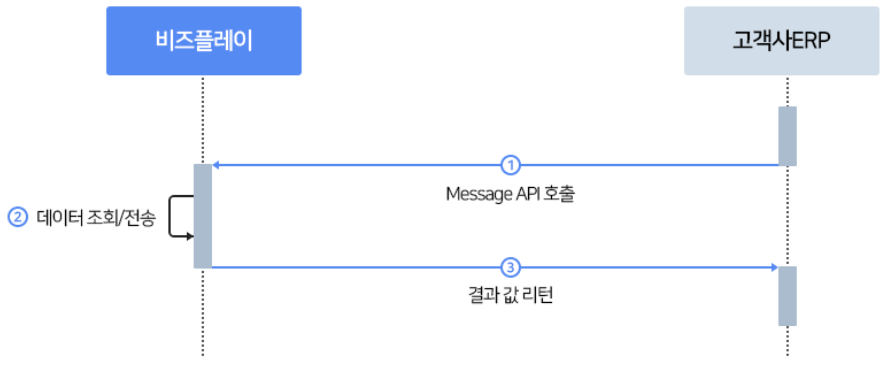 비즈플레이
고객사ERP
①
Message API 호출
② 데이터 조회/전송
③
결과 값 리턴